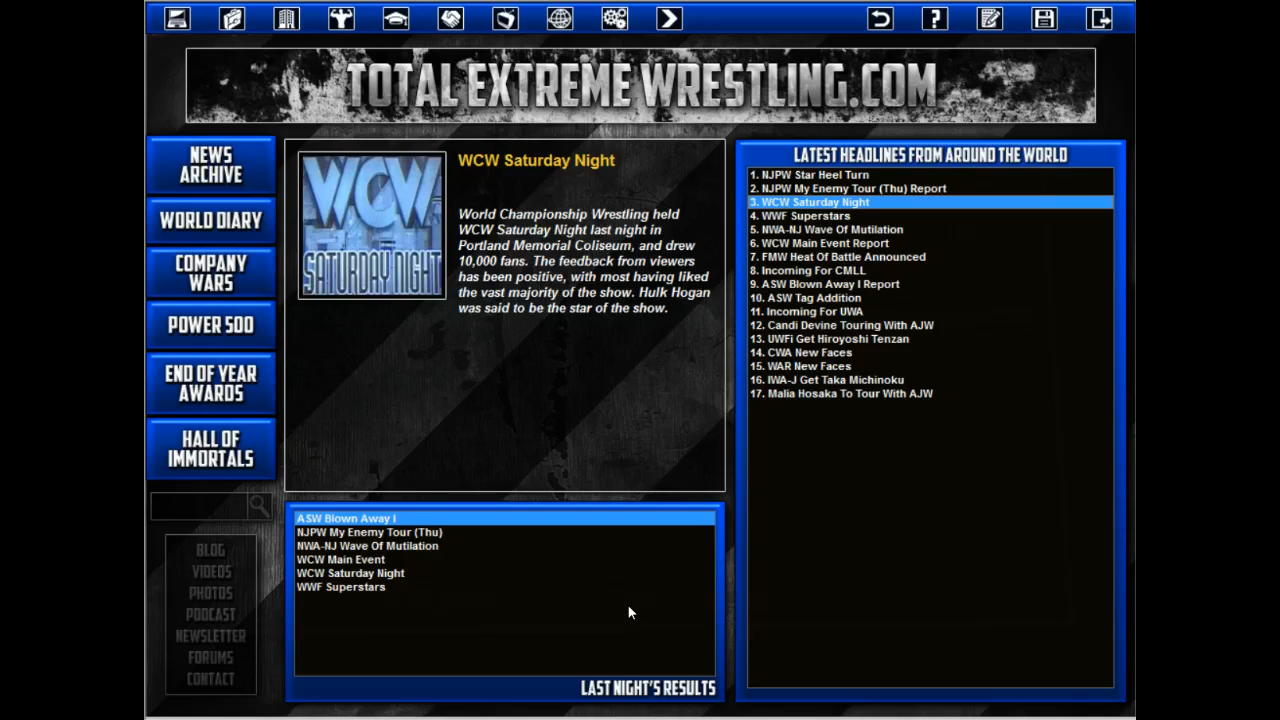 TOTAL EXTREME WRESTLING.COM
NEWS
ARCHIVE
WORLD DIARY
COMPANY
WARS
POWER 500
END OF YEAR
AWARDS
HALL OF
IMMORTALS
BLOG
VIDEOS
PHOTOS
PODCAST
NEWSLETTER
FORUMS
CONTACT
WCW
SATURDAY NIGHT
WCW Saturday Night
World Championship Wrestling held
WCW Saturday Night last night in
Portland Memorial Coliseum, and drew
10,000 fans. The feedback from viewers
has been positive, with most having liked
the vast majority of the show. Hulk Hogan
was said to be the star of the show.
ASW Blown Away I
NJPW My Enemy Tour (Thu)
NWA-NJ Wave Of Mutilation
WCW Main Event
WCW Saturday Night
WWF Superstars
LAST NIGHT'S RESULTS
LATEST HEADLINES FROM AROUND THE WORLD
1. NJPW Star Heel Turn
2. NJPW My Enemy Tour (Thu) Report
3. WCW Saturday Night
4. WWF Superstars
5. NWA-NJ Wave Of Mutilation
6. WCW Main Event Report
7. FMW Heat Of Battle Announced
8. Incoming For CMLL
9. ASW Blown Away I Report
10. ASW Tag Addition
11. Incoming For UWA
12. Candi Devine Touring With AJW
13. UWFi Get Hiroyoshi Tenzan
14. CWA New Faces
15. WAR New Faces
16. IWA-J Get Taka Michinoku
17. Malia Hosaka To Tour With AJW